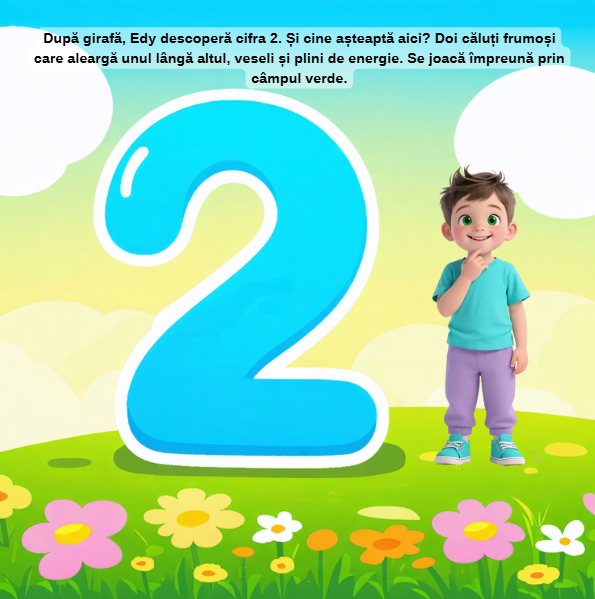 După girafă, Edy descoperă cifra 2. Și cine așteaptă aici? Doi căluți frumoși
care aleargă unul lângă altul, veseli și plini de energie. Se joacă împreună prin
câmpul verde.
2